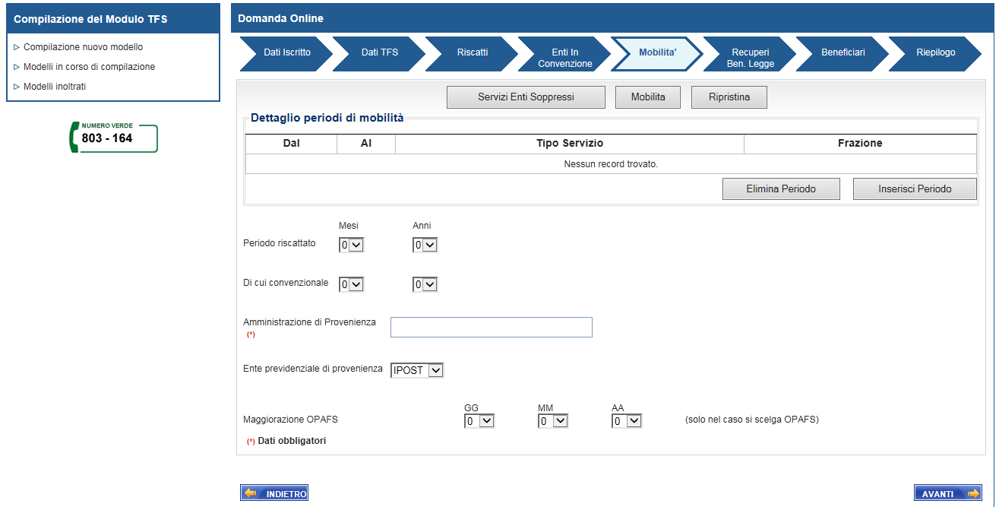 Compilazione del Modulo TFS
Compilazione nuovo modello
Modelli in corso di compilazione
Modelli inoltrati
NUMERO VERDE
803 - 164
Domanda Online
Dati Iscritto
Dati TFS
Riscatti
Enti In
Convenzione
Mobilita'
Recuperi
Ben. Legge
Beneficiari
Riepilogo
Servizi Enti Soppressi
Mobilita
Ripristina
Dettaglio periodi di mobilità
Dal Al Tipo Servizio Frazione
Nessun record trovato.
Elimina Periodo
Inserisci Periodo
Mesi Anni
Periodo riscattato 0 0
Di cui convenzionale 0 0
Amministrazione di Provenienza
(*)
Ente previdenziale di provenienza IPOST
GG MM AA
Maggiorazione OPAFS 0 0 0 (solo nel caso si scelga OPAFS)
(*) Dati obbligatori
INDIETRO
AVANTI